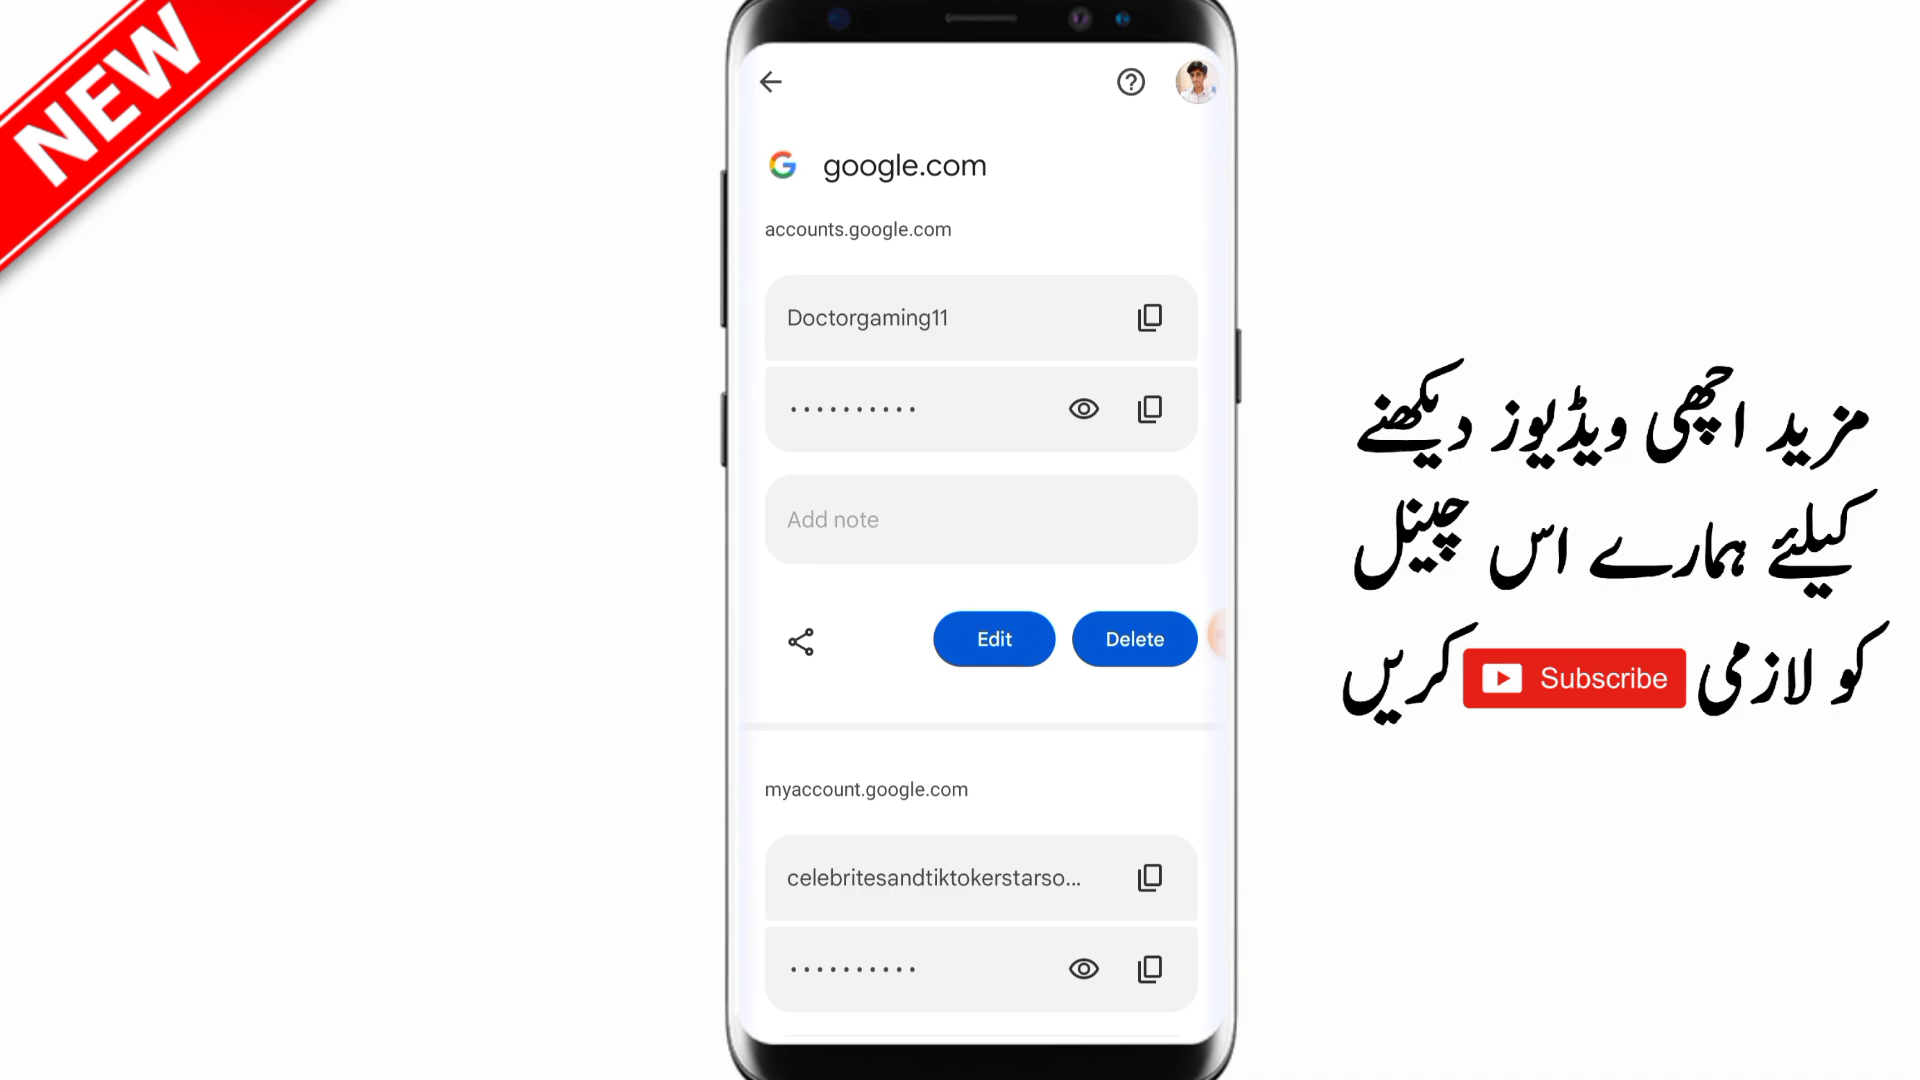 NEW
google.com
accounts.google.com
Doctorgaming11
••••••••••
Add note
Edit
Delete
myaccount.google.com
celebritesandtiktokerstarso...
••••••••••
مزید اچھی ویڈیوز دیکھنے
کیلئے ہمارے اس چینل
کو لازمی Subscribe کریں